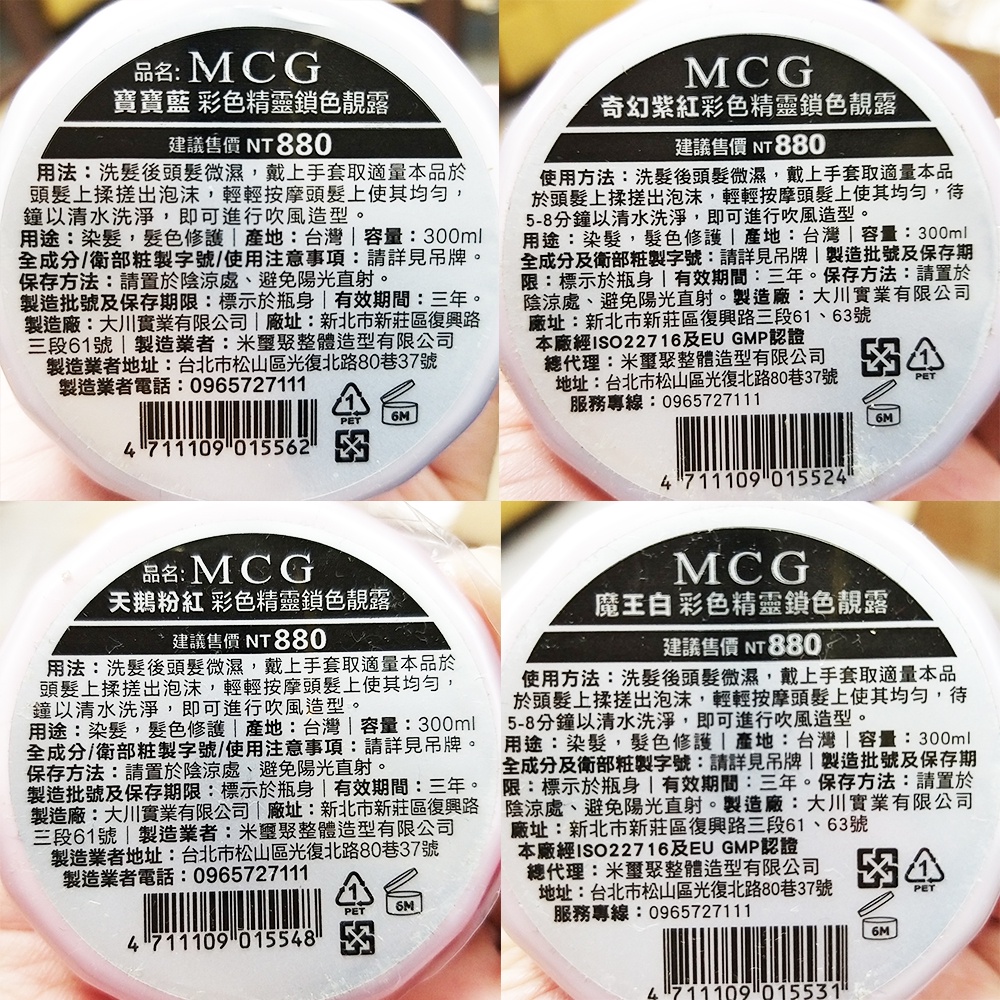 品名: MCG
寶寶藍 彩色精靈鎖色靚露
建議售價 NT880
用法：洗髮後頭髮微濕，戴上手套取適量本品於
頭髮上揉搓出泡沫，輕輕按摩頭髮上使其均勻，
鐘以清水洗淨，即可進行吹風造型。
用途：染髮，髮色修護｜產地：台灣｜容量：300ml
全成分/衛部粧製字號/使用注意事項：請詳見吊牌。
保存方法：請置於陰涼處、避免陽光直射。
製造批號及保存期限：標示於瓶身｜有效期間：三年。
製造廠：大川實業有限公司｜廠址：新北市新莊區復興路
三段61號｜製造業者：米璽聚整體造型有限公司
製造業者地址：台北市松山區光復北路80巷37號
製造業者電話：0965727111
1
PET
6M
4 711109 015562
MCG
奇幻紫紅彩色精靈鎖色靚露
建議售價 NT880
使用方法：洗髮後頭髮微濕，戴上手套取適量本品
於頭髮上揉搓出泡沫，輕輕按摩頭髮上使其均勻，待
5-8分鐘以清水洗淨，即可進行吹風造型。
用途：染髮，髮色修護｜產地：台灣｜容量：300ml
全成分及衛部粧製字號：請詳見吊牌｜製造批號及保存期
限：標示於瓶身｜有效期間：三年。保存方法：請置於
陰涼處、避免陽光直射。製造廠：大川實業有限公司
廠址：新北市新莊區復興路三段61、63號
本廠經ISO22716及EU GMP認證
總代理：米璽聚整體造型有限公司
地址：台北市松山區光復北路80巷37號
服務專線：0965727111
1
PET
6M
4 711109 015524
品名: MCG
天鵝粉紅 彩色精靈鎖色靚露
建議售價 NT880
用法：洗髮後頭髮微濕，戴上手套取適量本品於
頭髮上揉搓出泡沫，輕輕按摩頭髮上使其均勻，
鐘以清水洗淨，即可進行吹風造型。
用途：染髮，髮色修護｜產地：台灣｜容量：300ml
全成分/衛部粧製字號/使用注意事項：請詳見吊牌。
保存方法：請置於陰涼處、避免陽光直射。
製造批號及保存期限：標示於瓶身｜有效期間：三年。
製造廠：大川實業有限公司｜廠址：新北市新莊區復興路
三段61號｜製造業者：米璽聚整體造型有限公司
製造業者地址：台北市松山區光復北路80巷37號
製造業者電話：0965727111
1
PET
6M
4 711109 015548
MCG
魔王白 彩色精靈鎖色靚露
建議售價 NT880
使用方法：洗髮後頭髮微濕，戴上手套取適量本品
於頭髮上揉搓出泡沫，輕輕按摩頭髮上使其均勻，待
5-8分鐘以清水洗淨，即可進行吹風造型。
用途：染髮，髮色修護｜產地：台灣｜容量：300ml
全成分及衛部粧製字號：請詳見吊牌｜製造批號及保存期
限：標示於瓶身｜有效期間：三年。保存方法：請置於
陰涼處、避免陽光直射。製造廠：大川實業有限公司
廠址：新北市新莊區復興路三段61、63號
本廠經ISO22716及EU GMP認證
總代理：米璽聚整體造型有限公司
地址：台北市松山區光復北路80巷37號
服務專線：0965727111
1
PET
6M
4 711109 015531